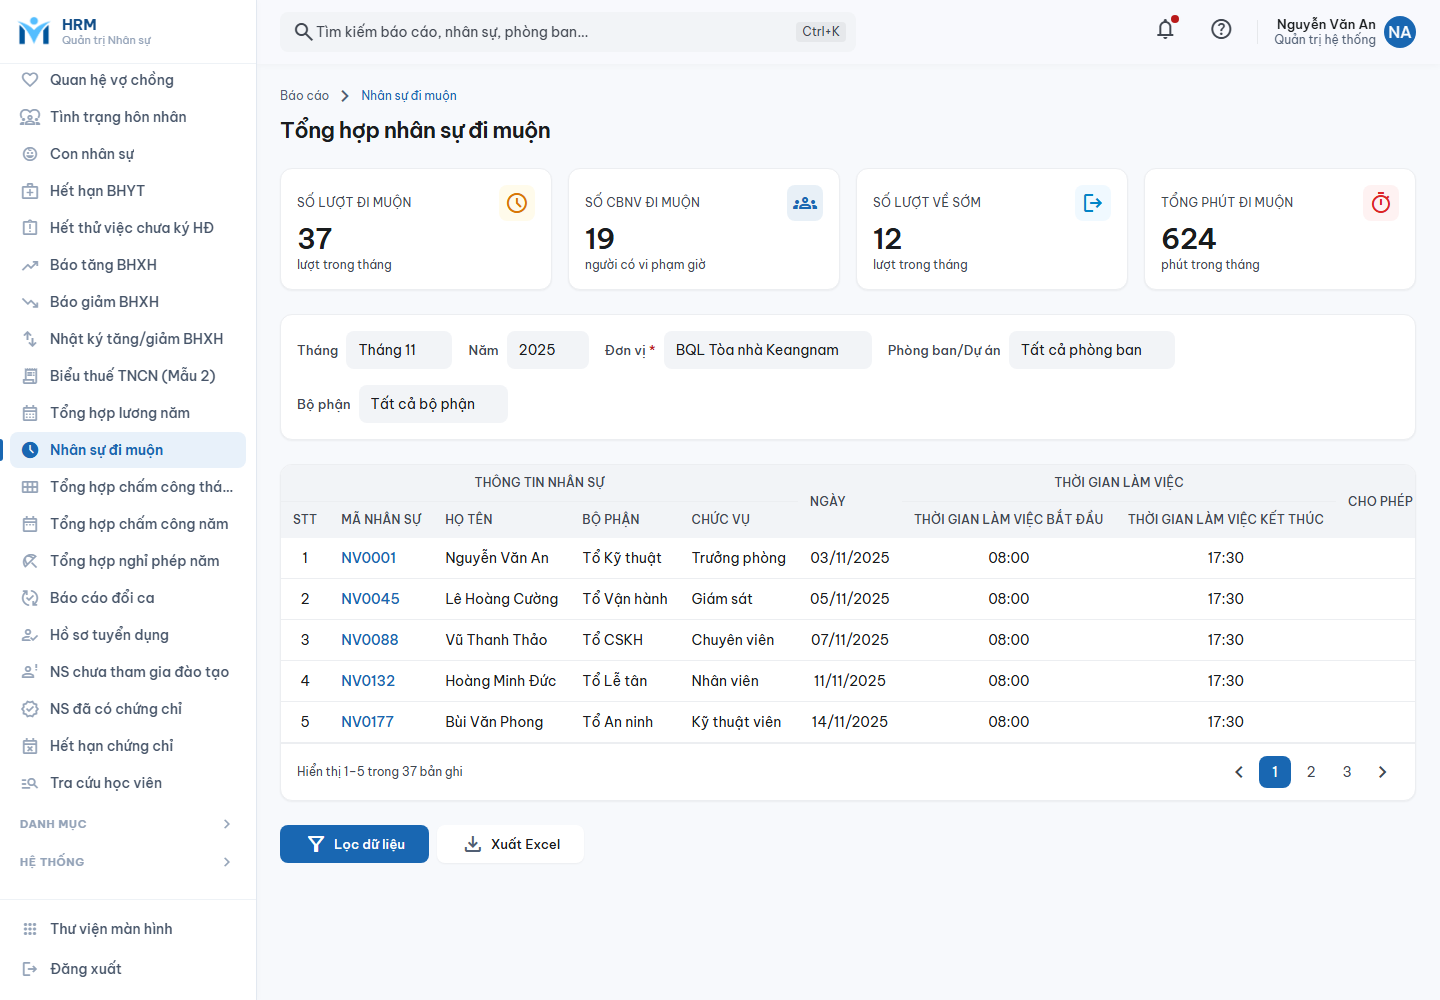 HRM
Quản trị Nhân sự
Quan hệ vợ chồng
Tình trạng hôn nhân
Con nhân sự
Hết hạn BHYT
Hết thử việc chưa ký HĐ
Báo tăng BHXH
Báo giảm BHXH
Nhật ký tăng/giảm BHXH
Biểu thuế TNCN (Mẫu 2)
Tổng hợp lương năm
Nhân sự đi muộn
Tổng hợp chấm công thá...
Tổng hợp chấm công năm
Tổng hợp nghỉ phép năm
Báo cáo đổi ca
Hồ sơ tuyển dụng
NS chưa tham gia đào tạo
NS đã có chứng chỉ
Hết hạn chứng chỉ
Tra cứu học viên
DANH MỤC
HỆ THỐNG
Thư viện màn hình
Đăng xuất
Tìm kiếm báo cáo, nhân sự, phòng ban... Ctrl+K
Nguyễn Văn An
Quản trị hệ thống
NA
Báo cáo > Nhân sự đi muộn
Tổng hợp nhân sự đi muộn
SỐ LƯỢT ĐI MUỘN
37
lượt trong tháng
SỐ CBNV ĐI MUỘN
19
người có vi phạm giờ
SỐ LƯỢT VỀ SỚM
12
lượt trong tháng
TỔNG PHÚT ĐI MUỘN
624
phút trong tháng
Tháng Tháng 11 Năm 2025 Đơn vị * BQL Tòa nhà Keangnam Phòng ban/Dự án Tất cả phòng ban
Bộ phận Tất cả bộ phận
THÔNG TIN NHÂN SỰ NGÀY THỜI GIAN LÀM VIỆC CHO PHÉP
STT MÃ NHÂN SỰ HỌ TÊN BỘ PHẬN CHỨC VỤ THỜI GIAN LÀM VIỆC BẮT ĐẦU THỜI GIAN LÀM VIỆC KẾT THÚC
1 NV0001 Nguyễn Văn An Tổ Kỹ thuật Trưởng phòng 03/11/2025 08:00 17:30
2 NV0045 Lê Hoàng Cường Tổ Vận hành Giám sát 05/11/2025 08:00 17:30
3 NV0088 Vũ Thanh Thảo Tổ CSKH Chuyên viên 07/11/2025 08:00 17:30
4 NV0132 Hoàng Minh Đức Tổ Lễ tân Nhân viên 11/11/2025 08:00 17:30
5 NV0177 Bùi Văn Phong Tổ An ninh Kỹ thuật viên 14/11/2025 08:00 17:30
Hiển thị 1–5 trong 37 bản ghi
1 2 3
Lọc dữ liệu
Xuất Excel